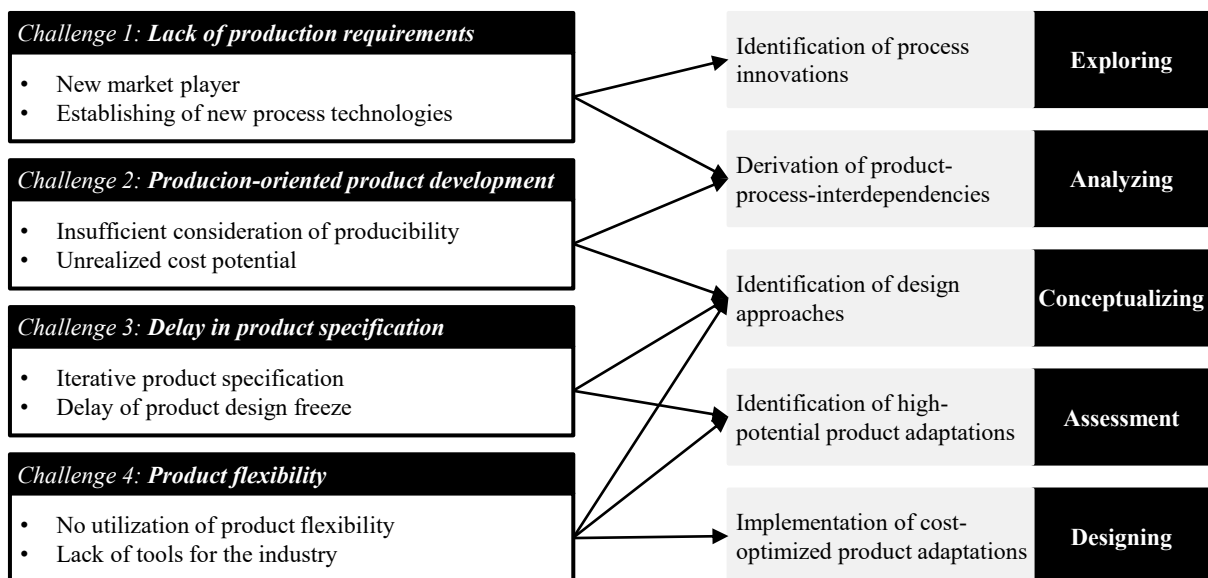 Challenge 1: Lack of production requirements
• New market player
• Establishing of new process technologies
Challenge 2: Producion-oriented product development
• Insufficient consideration of producibility
• Unrealized cost potential
Challenge 3: Delay in product specification
• Iterative product specification
• Delay of product design freeze
Challenge 4: Product flexibility
• No utilization of product flexibility
• Lack of tools for the industry
Identification of process
innovations
Exploring
Derivation of product-
process-interdependencies
Analyzing
Identification of design
approaches
Conceptualizing
Identification of high-
potential product adaptations
Assessment
Implementation of cost-
optimized product adaptations
Designing